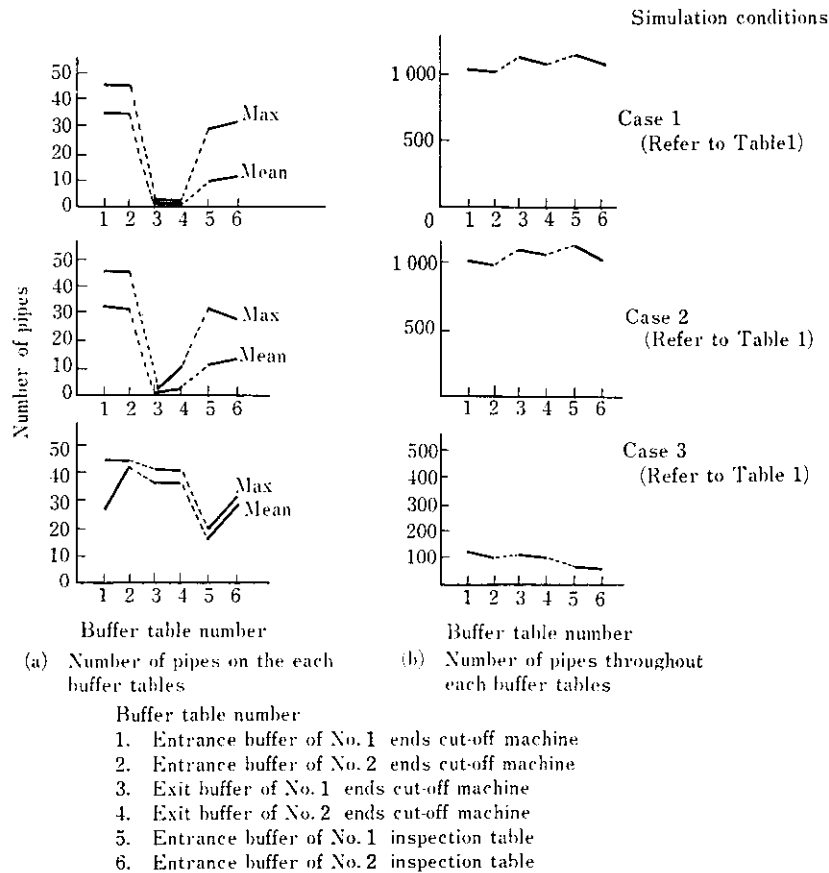 Simulation conditions
50
40
30
20
10
0
Max
Mean
1 2 3 4 5 6
1 000
500
0
1 2 3 4 5 6
Case 1
(Refer to Table1)
Number of pipes
50
40
30
20
10
0
Max
Mean
1 2 3 4 5 6
1 000
500
1 2 3 4 5 6
Case 2
(Refer to Table 1)
50
40
30
20
10
0
Max
Mean
1 2 3 4 5 6
500
400
300
200
100
1 2 3 4 5 6
Case 3
(Refer to Table 1)
Buffer table number
(a) Number of pipes on the each
buffer tables
Buffer table number
(b) Number of pipes throughout
each buffer tables
Buffer table number
1. Entrance buffer of No.1 ends cut-off machine
2. Entrance buffer of No.2 ends cut-off machine
3. Exit buffer of No.1 ends cut-off machine
4. Exit buffer of No.2 ends cut-off machine
5. Entrance buffer of No.1 inspection table
6. Entrance buffer of No.2 inspection table